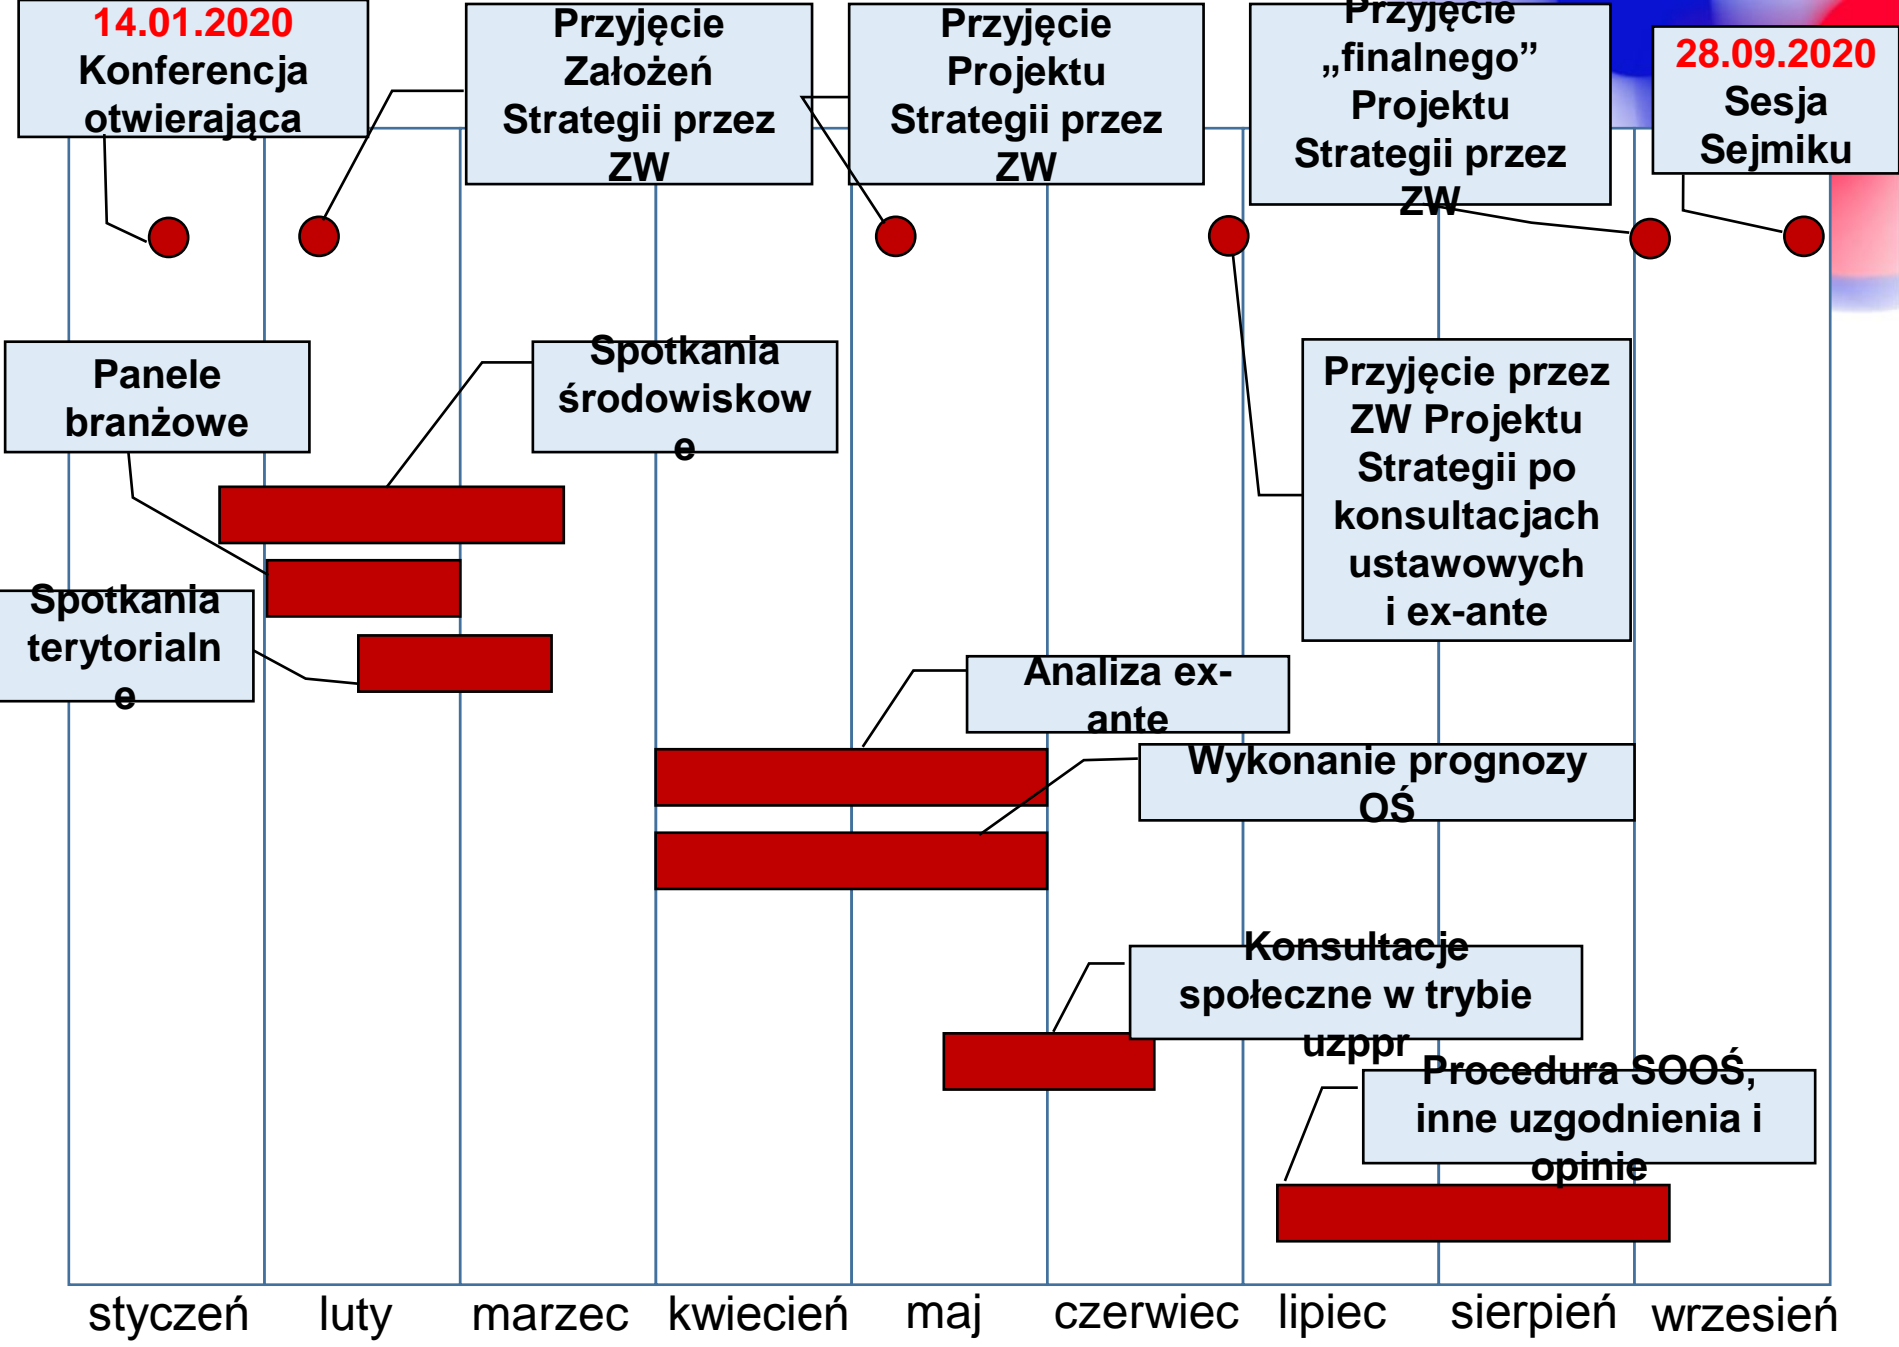 14.01.2020
Konferencja
otwierająca
Przyjęcie
Założeń
Strategii przez
ZW
Przyjęcie
Projektu
Strategii przez
ZW
Przyjęcie
„finalnego”
Projektu
Strategii przez
ZW
28.09.2020
Sesja
Sejmiku
Panele
branżowe
Spotkania
środowiskow
e
Przyjęcie przez
ZW Projektu
Strategii po
konsultacjach
ustawowych
i ex-ante
Spotkania
terytorialn
e
Analiza ex-
ante
Wykonanie prognozy
OŚ
Konsultacje
społeczne w trybie
uzppr
Procedura SOOŚ,
inne uzgodnienia i
opinie
styczeń luty marzec kwiecień maj czerwiec lipiec sierpień wrzesień